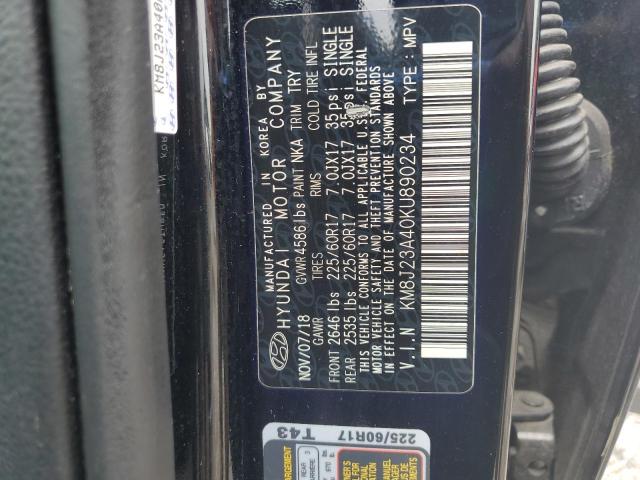 MANUFACTURED IN KOREA BY
HYUNDAI MOTOR COMPANY
NOV/07/18 GVWR 4586 lbs PAINT NKA TRIM TRY
GAWR TIRES RIMS COLD TIRE INFL
FRONT 2646 lbs 225/60R17 7.0JX17 35psi SINGLE
REAR 2535 lbs 225/60R17 7.0JX17 35psi SINGLE
THIS VEHICLE CONFORMS TO ALL APPLICABLE U.S. FEDERAL
MOTOR VEHICLE SAFETY AND THEFT PREVENTION STANDARDS
IN EFFECT ON THE DATE OF MANUFACTURE SHOWN ABOVE
V.I.N KM8J23A40KU890234 TYPE : MPV
KM8J23A40
T43
225/60R17
REAR